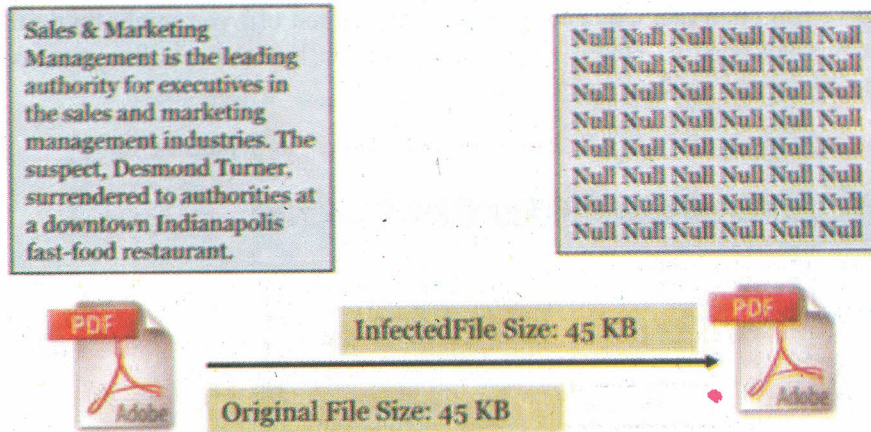 Sales & Marketing
Management is the leading
authority for executives in
the sales and marketing
management industries. The
suspect, Desmond Turner,
surrendered to authorities at
a downtown Indianapolis
fast-food restaurant.
Null Null Null Null Null Null
Null Null Null Null Null Null
Null Null Null Null Null Null
Null Null Null Null Null Null
Null Null Null Null Null Null
Null Null Null Null Null Null
Null Null Null Null Null Null
Null Null Null Null Null Null
PDF
Adobe
InfectedFile Size: 45 KB
Original File Size: 45 KB
PDF
Adobe